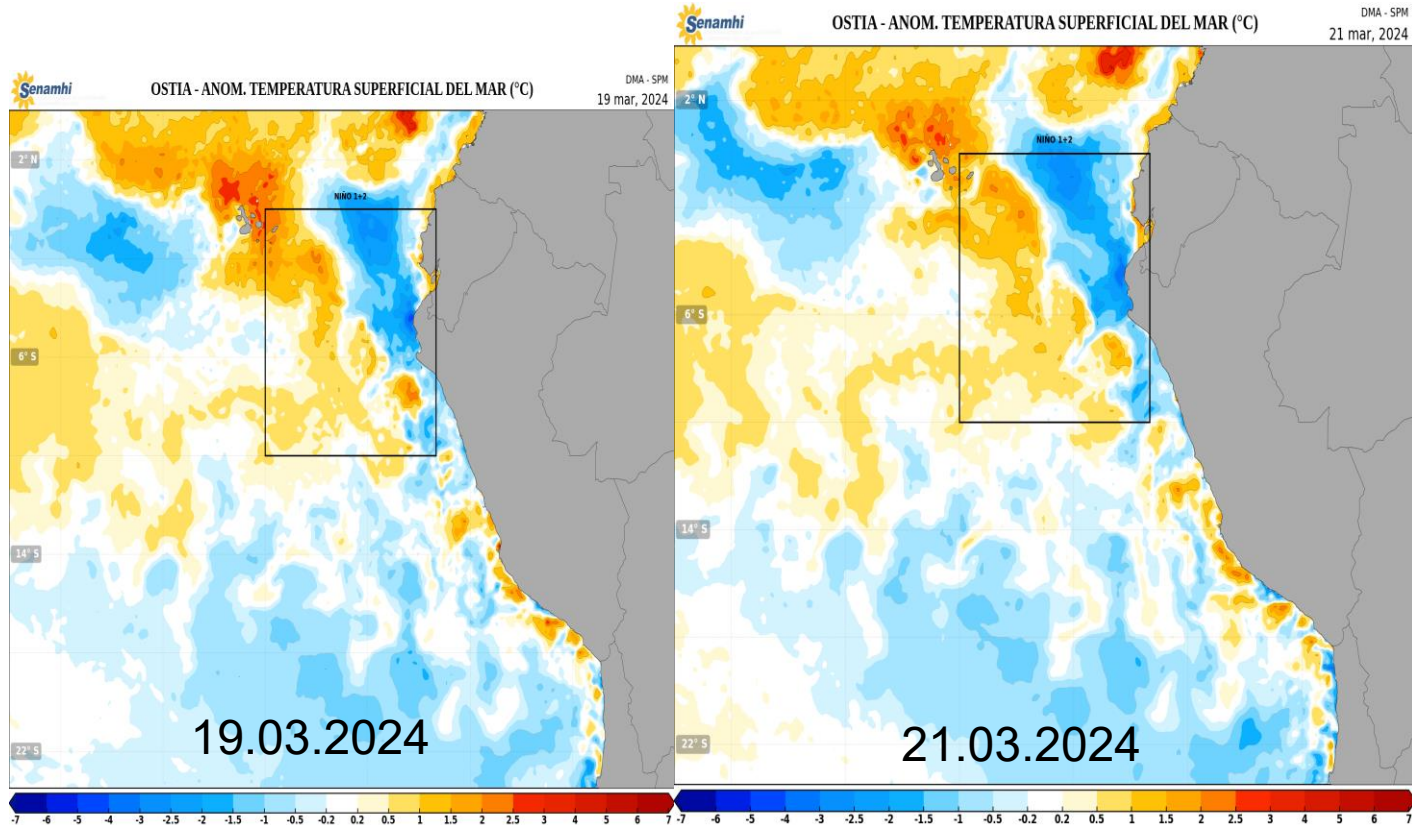 Senamhi
OSTIA - ANOM. TEMPERATURA SUPERFICIAL DEL MAR (°C)
DMA - SPM
19 mar, 2024
2° N
NIÑO 1+2
6° S
14° S
22° S
19.03.2024
-7 -6 -5 -4 -3 -2.5 -2 -1.5 -1 -0.5 -0.2 0.2 0.5 1 1.5 2 2.5 3 4 5 6 7
Senamhi
OSTIA - ANOM. TEMPERATURA SUPERFICIAL DEL MAR (°C)
DMA - SPM
21 mar, 2024
2° N
NIÑO 1+2
6° S
14° S
22° S
21.03.2024
-7 -6 -5 -4 -3 -2.5 -2 -1.5 -1 -0.5 -0.2 0.2 0.5 1 1.5 2 2.5 3 4 5 6 7